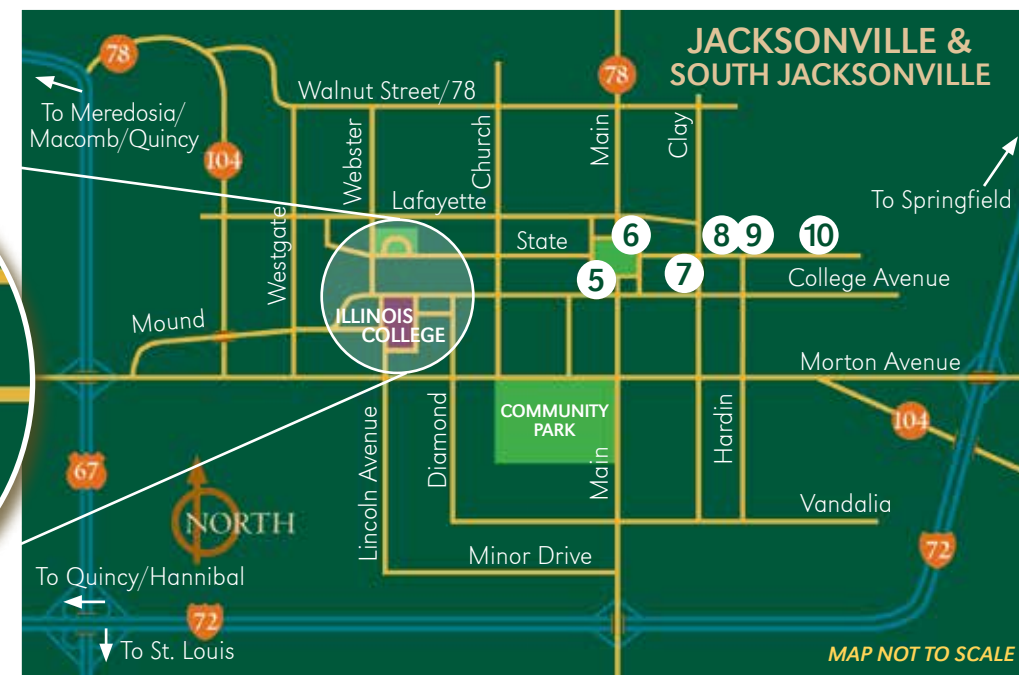 JACKSONVILLE &
SOUTH JACKSONVILLE
78
78
Walnut Street/78
To Meredosia/
Macomb/Quincy
104
Webster
Church
Main
Clay
To Springfield
Lafayette
Westgate
State
6
8
9
10
5
7
College Avenue
ILLINOIS
COLLEGE
Mound
Morton Avenue
COMMUNITY
PARK
104
67
Lincoln Avenue
Diamond
Main
Hardin
NORTH
Vandalia
72
Minor Drive
To Quincy/Hannibal
72
To St. Louis
MAP NOT TO SCALE